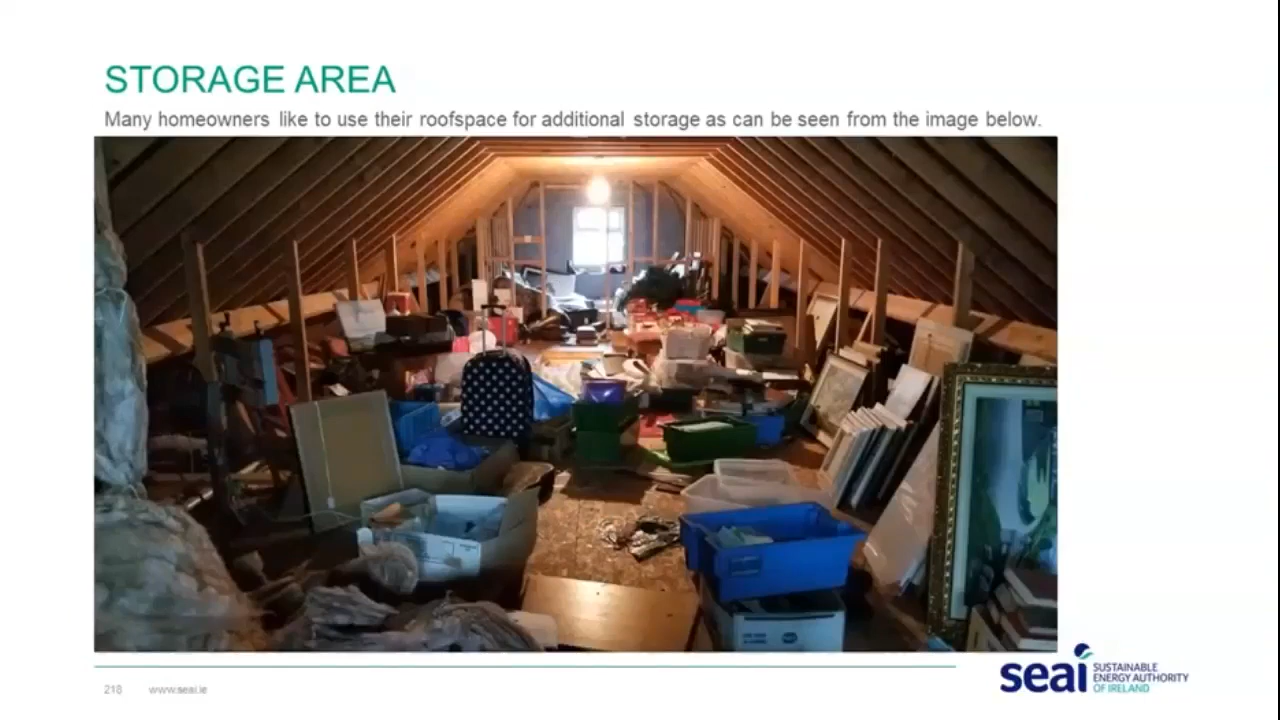 STORAGE AREA
Many homeowners like to use their roofspace for additional storage as can be seen from the image below.
218 www.seai.ie
seai SUSTAINABLE
ENERGY AUTHORITY
OF IRELAND